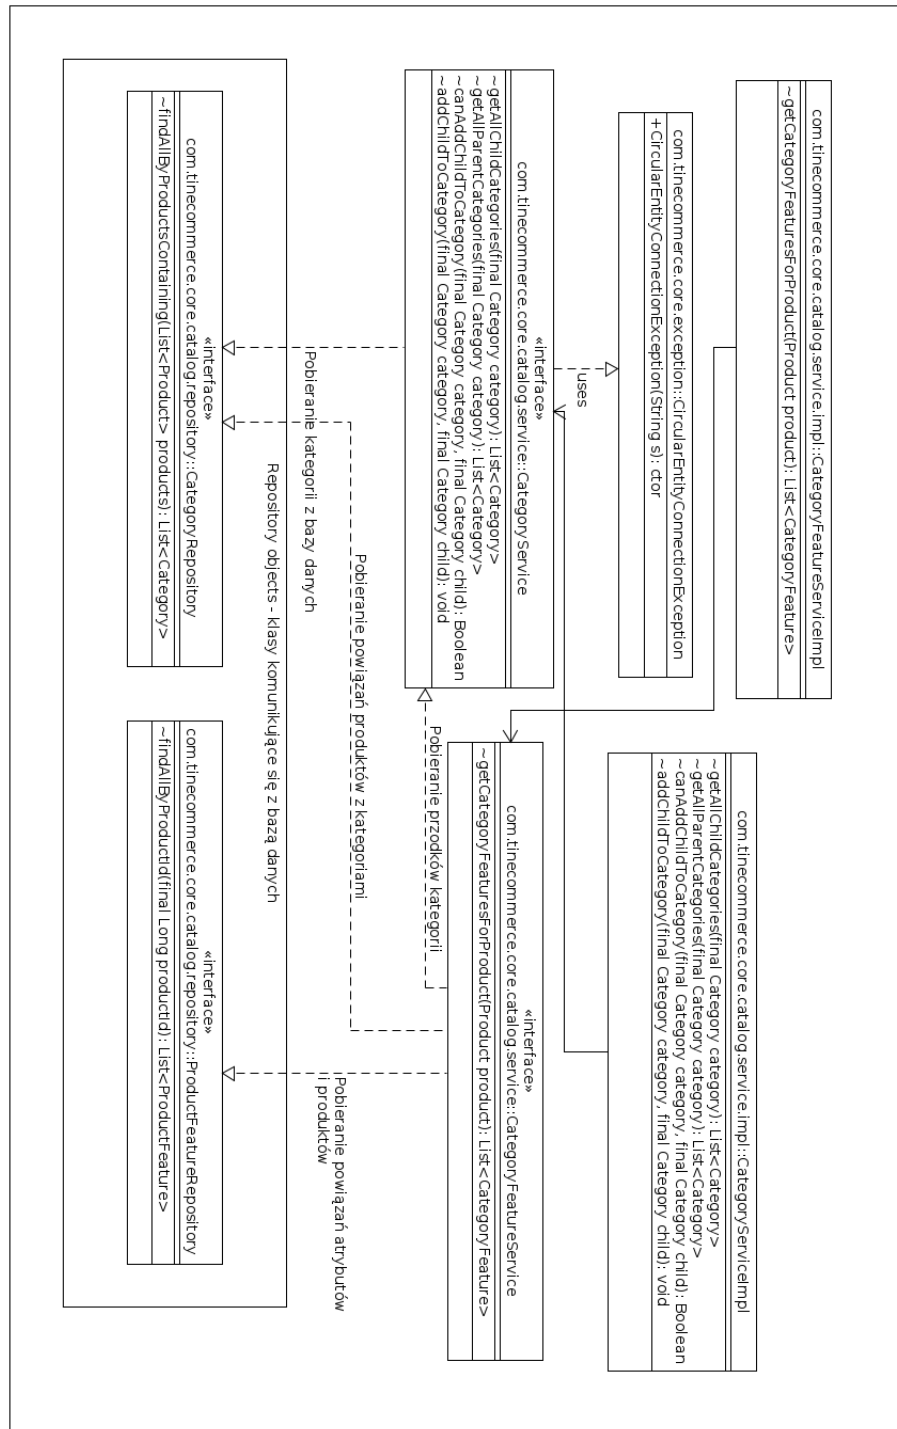 com.tinecommerce.core.catalog.service.impl::CategoryFeatureServiceImpl
~getCategoryFeaturesForProduct(Product product): List<CategoryFeature>
com.tinecommerce.core.catalog.service.impl::CategoryServiceImpl
~getAllChildCategories(final Category category): List<Category>
~getAllParentCategories(final Category category): List<Category>
~canAddChildToCategory(final Category category, final Category child): Boolean
~addChildToCategory(final Category category, final Category child): void
com.tinecommerce.core.exception::CircularEntityConnectionException
+CircularEntityConnectionException(String s): ctor
uses
«interface»
com.tinecommerce.core.catalog.service::CategoryService
~getAllChildCategories(final Category category): List<Category>
~getAllParentCategories(final Category category): List<Category>
~canAddChildToCategory(final Category category, final Category child): Boolean
~addChildToCategory(final Category category, final Category child): void
«interface»
com.tinecommerce.core.catalog.service::CategoryFeatureService
~getCategoryFeaturesForProduct(Product product): List<CategoryFeature>
Pobieranie przodków kategorii
Pobieranie powiązań produktów z kategoriami
Pobieranie powiązań atrybutów
i produktów
Pobieranie kategorii z bazy danych
Repository objects - klasy komunikujące się z bazą danych
«interface»
com.tinecommerce.core.catalog.repository::CategoryRepository
~findAllByProductsContaining(List<Product> products): List<Category>
«interface»
com.tinecommerce.core.catalog.repository::ProductFeatureRepository
~findAllByProductId(final Long productId): List<ProductFeature>